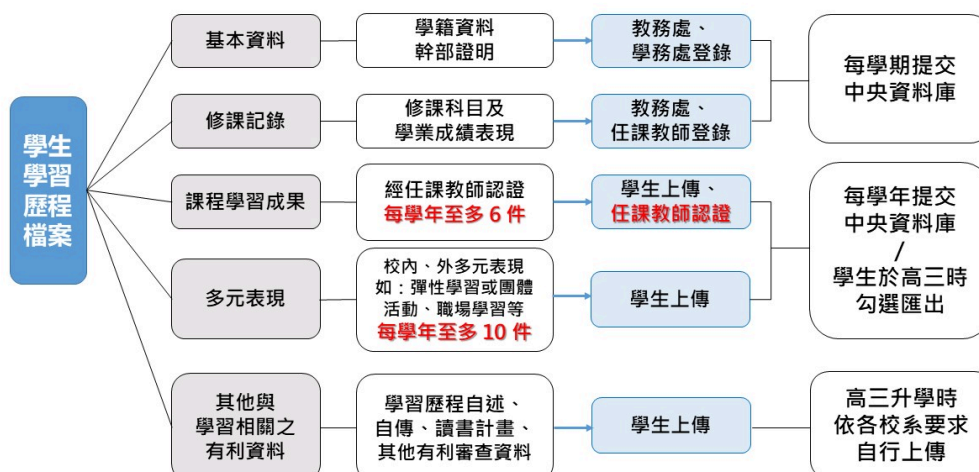 學生
學習
歷程
檔案
基本資料
學籍資料
幹部證明
教務處、
學務處登錄
每學期提交
中央資料庫
修課記錄
修課科目及
學業成績表現
教務處、
任課教師登錄
課程學習成果
經任課教師認證
每學年至多 6 件
學生上傳、
任課教師認證
每學年提交
中央資料庫
/
學生於高三時
勾選匯出
多元表現
校內、外多元表現
如：彈性學習或團體
活動、職場學習等
每學年至多 10 件
學生上傳
其他與
學習相關之
有利資料
學習歷程自述、
自傳、讀書計畫、
其他有利審查資料
學生上傳
高三升學時
依各校系要求
自行上傳